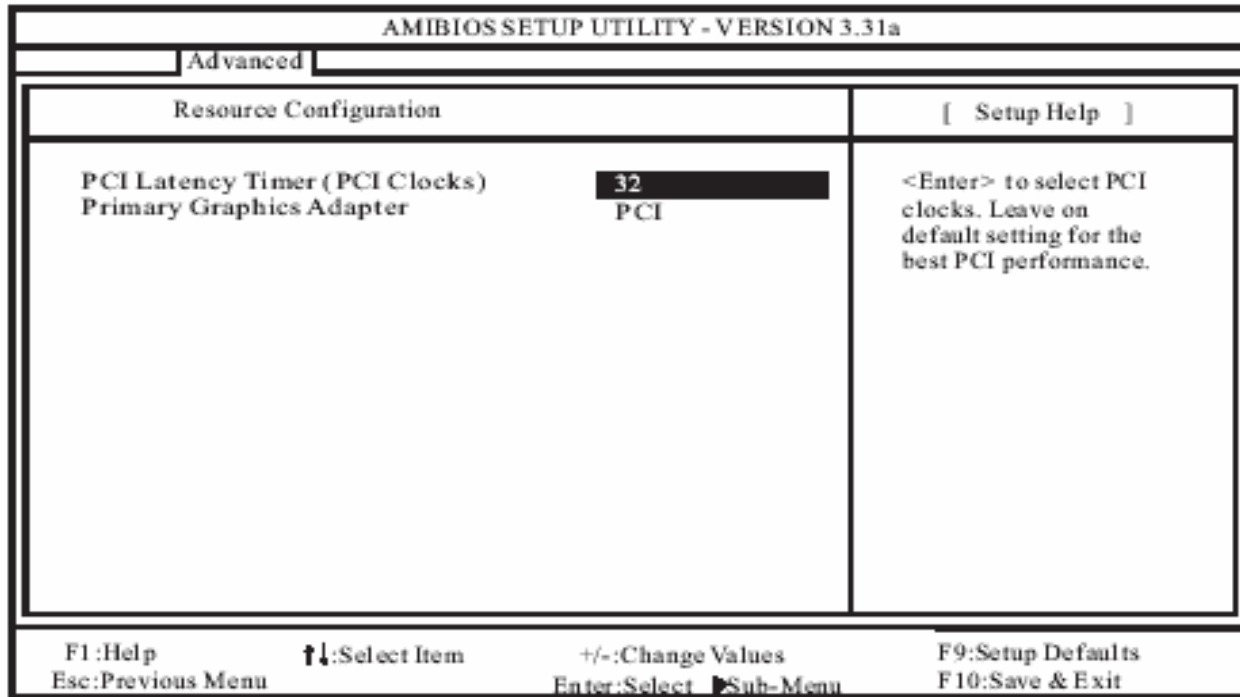 AMIBIOS SETUP UTILITY - VERSION 3.31a
Advanced
Resource Configuration
[ Setup Help ]
PCI Latency Timer (PCI Clocks) 32
Primary Graphics Adapter PCI
<Enter> to select PCI
clocks. Leave on
default setting for the
best PCI performance.
F1:Help ↑↓:Select Item +/-:Change Values F9:Setup Defaults
Esc:Previous Menu Enter:Select ▶Sub-Menu F10:Save & Exit